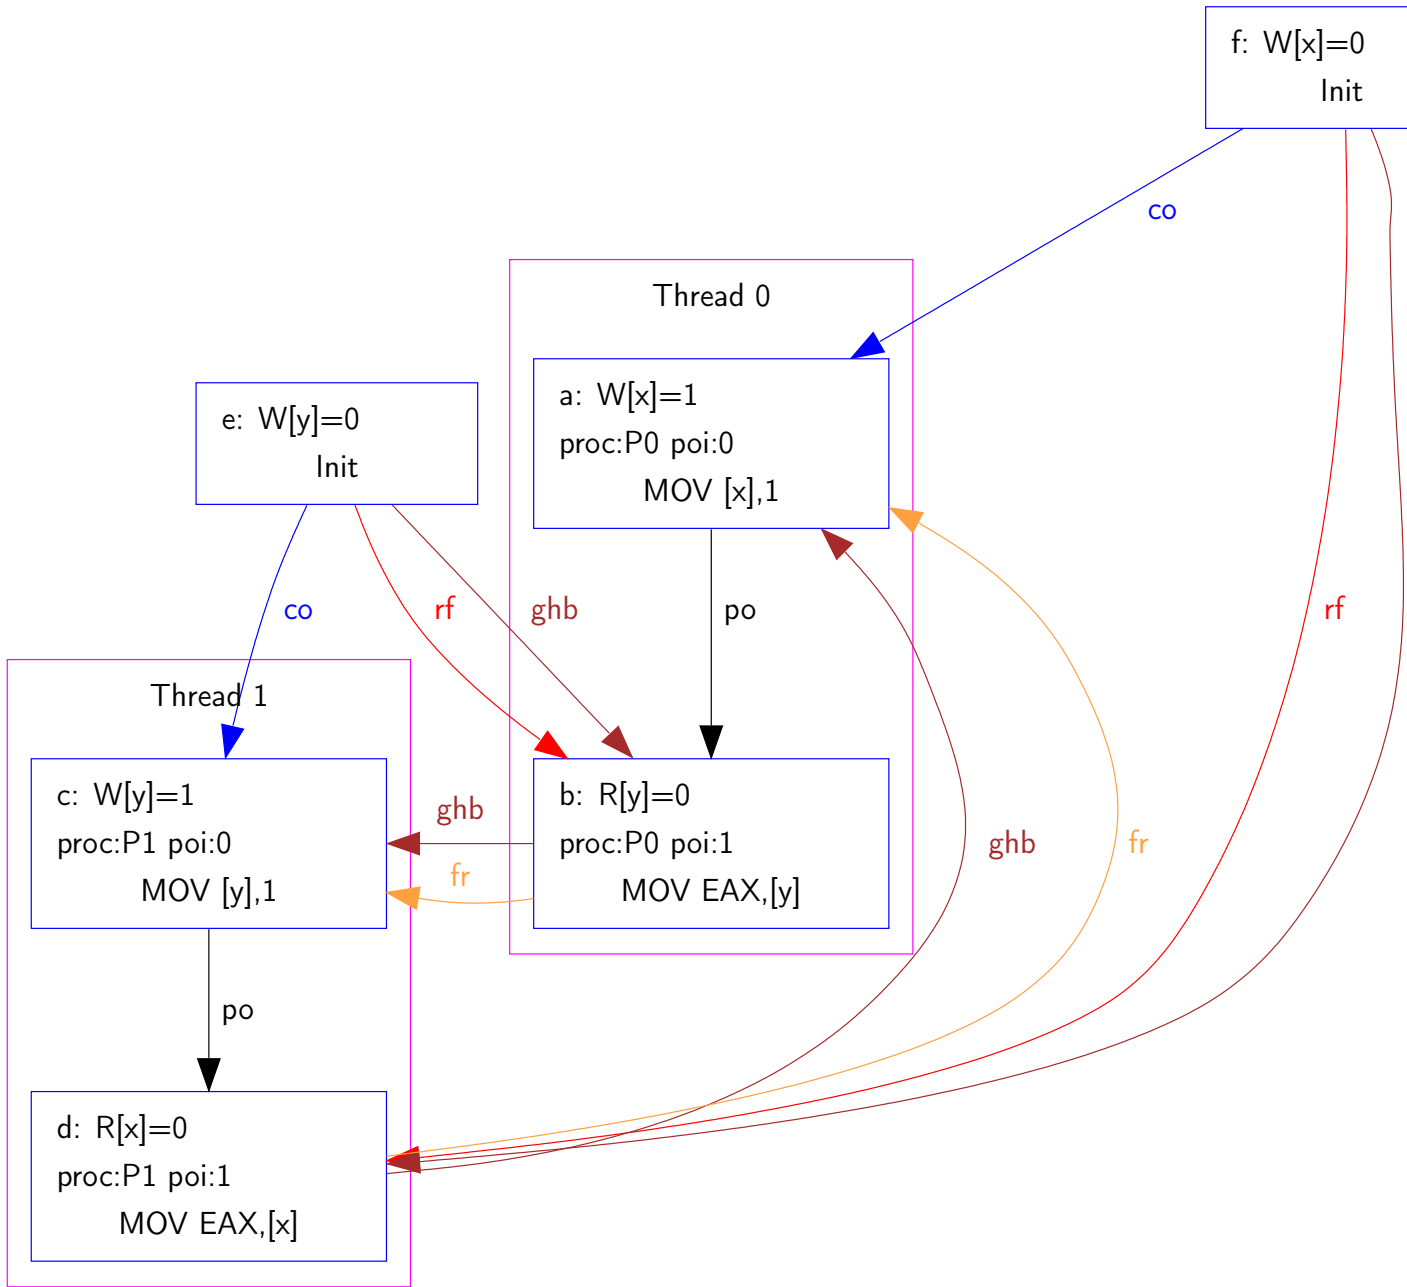 f: W[x]=0
Init
co
Thread 0
a: W[x]=1
proc:P0 poi:0
MOV [x],1
e: W[y]=0
Init
co
rf
ghb
po
rf
Thread 1
c: W[y]=1
proc:P1 poi:0
MOV [y],1
ghb
fr
b: R[y]=0
proc:P0 poi:1
MOV EAX,[y]
ghb
fr
po
d: R[x]=0
proc:P1 poi:1
MOV EAX,[x]